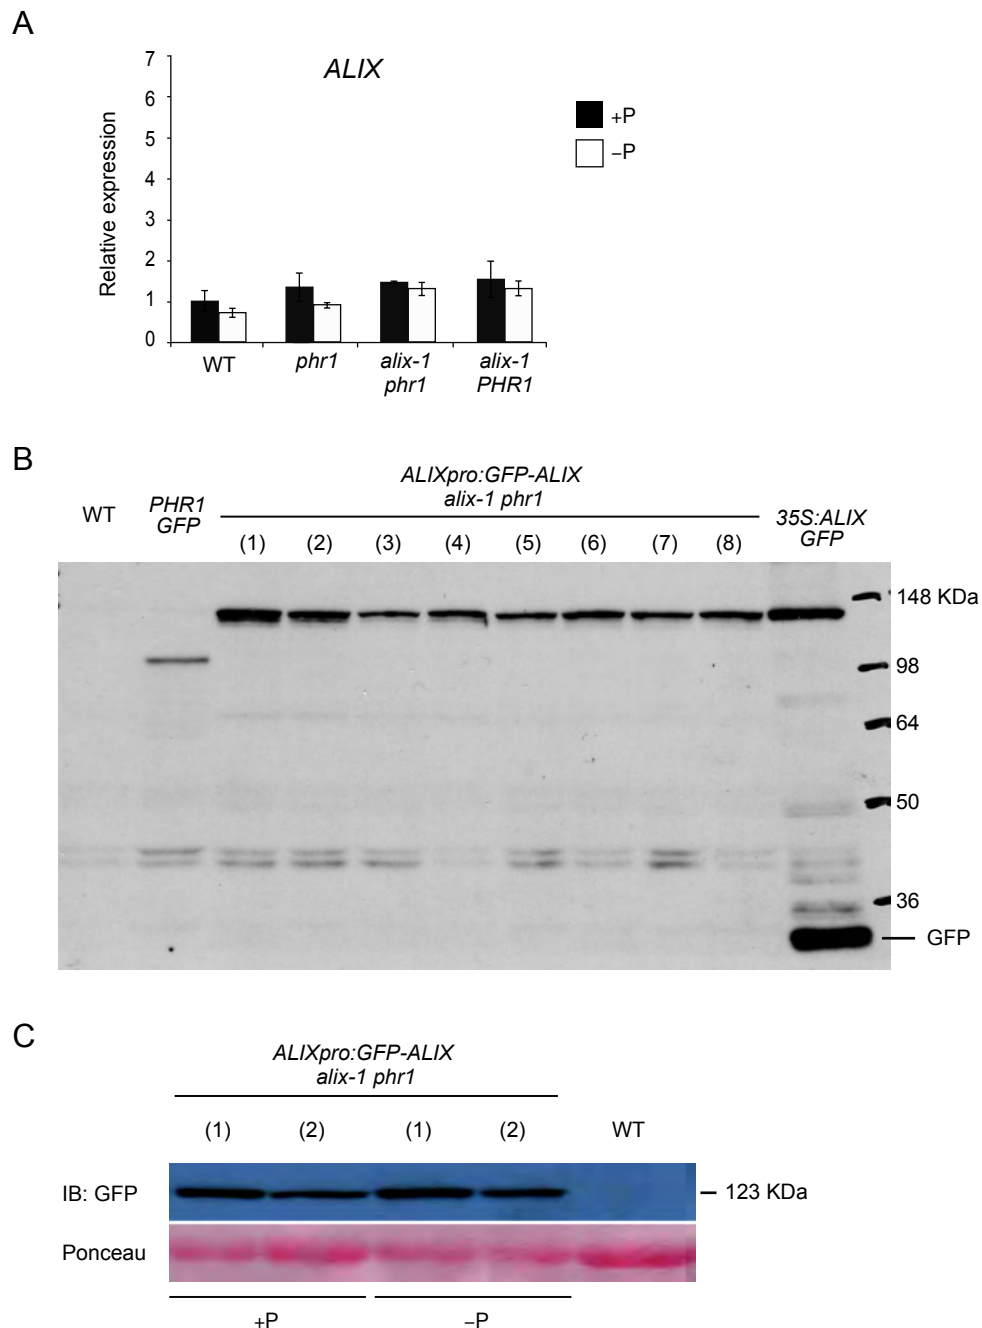 A
ALIX
7
6
5
4
3
2
1
0
Relative expression
+P
–P
WT
phr1
alix-1
phr1
alix-1
PHR1
B
ALIXpro:GFP-ALIX
alix-1 phr1
WT
PHR1
GFP
35S:ALIX
GFP
(1) (2) (3) (4) (5) (6) (7) (8)
148 KDa
98
64
50
36
GFP
C
ALIXpro:GFP-ALIX
alix-1 phr1
(1) (2) (1) (2) WT
IB: GFP
123 KDa
Ponceau
+P –P